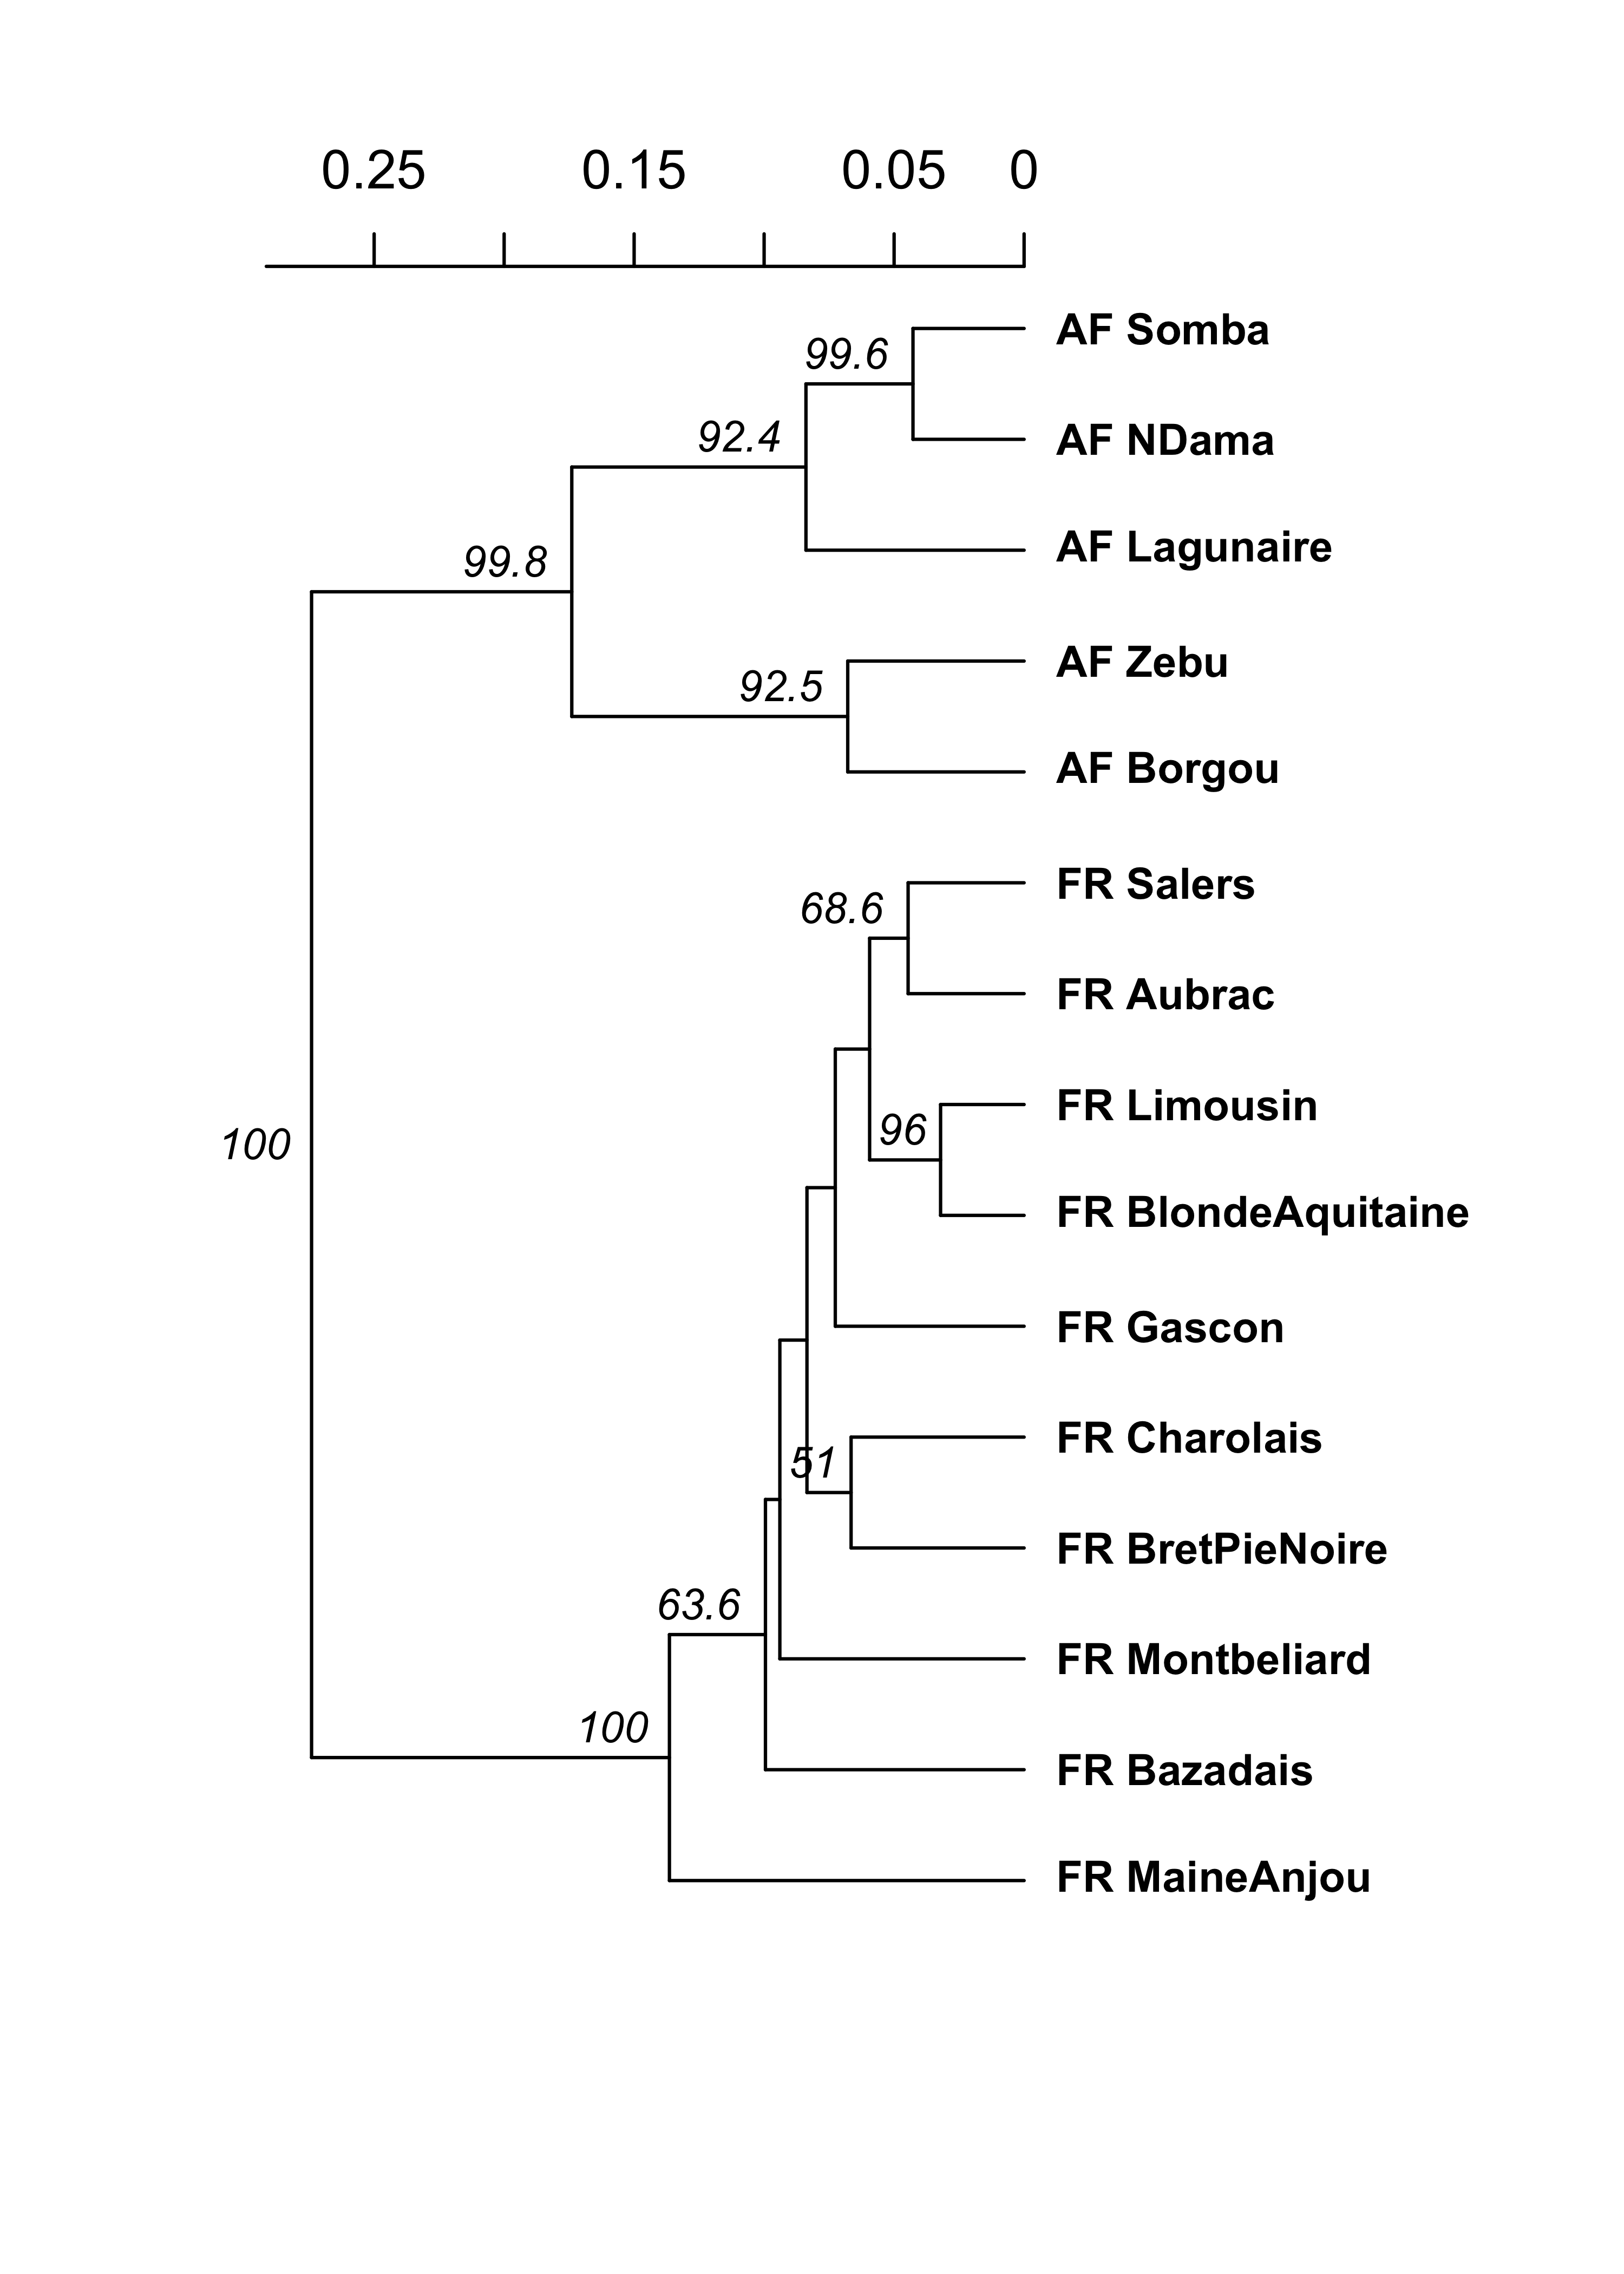 0.25 0.15 0.05 0
AF Somba
99.6
92.4
AF NDama
AF Lagunaire
99.8
AF Zebu
92.5
AF Borgou
FR Salers
68.6
FR Aubrac
FR Limousin
96
100
FR BlondeAquitaine
FR Gascon
FR Charolais
51
FR BretPieNoire
63.6
FR Montbeliard
100
FR Bazadais
FR MaineAnjou